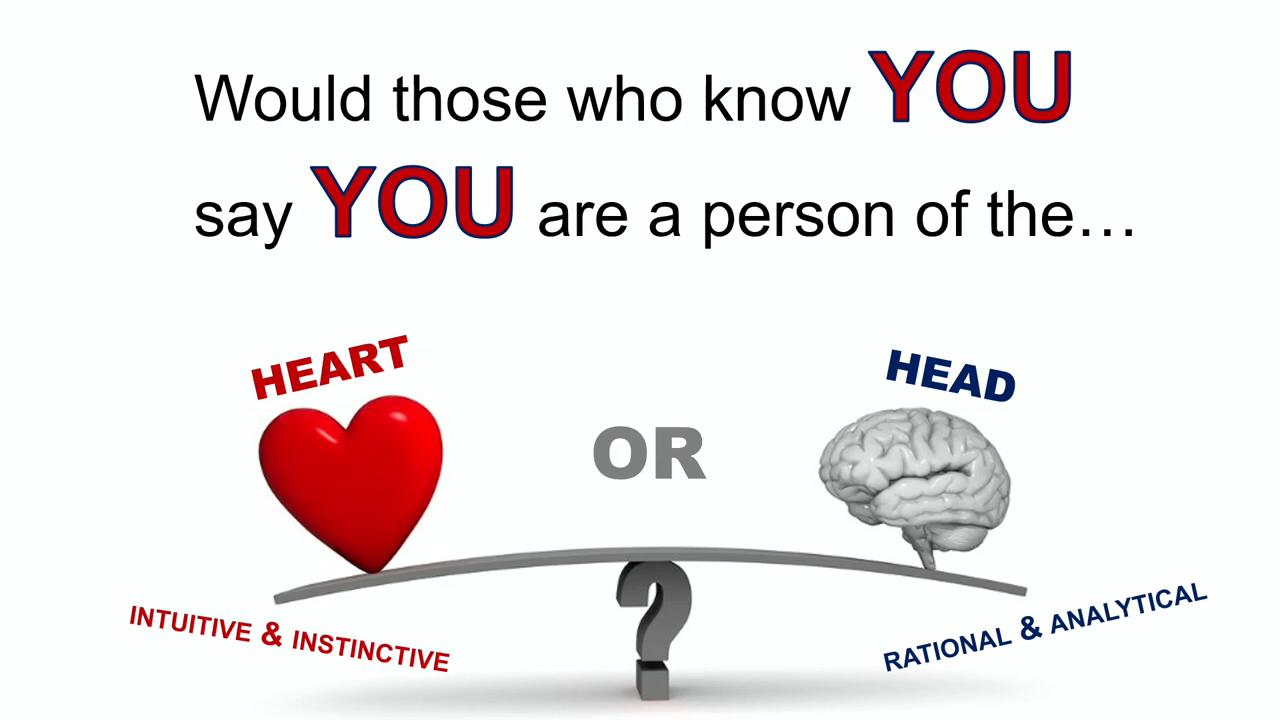 Would those who know YOU
say YOU are a person of the…
HEART
HEAD
OR
INTUITIVE & INSTINCTIVE
RATIONAL & ANALYTICAL
?